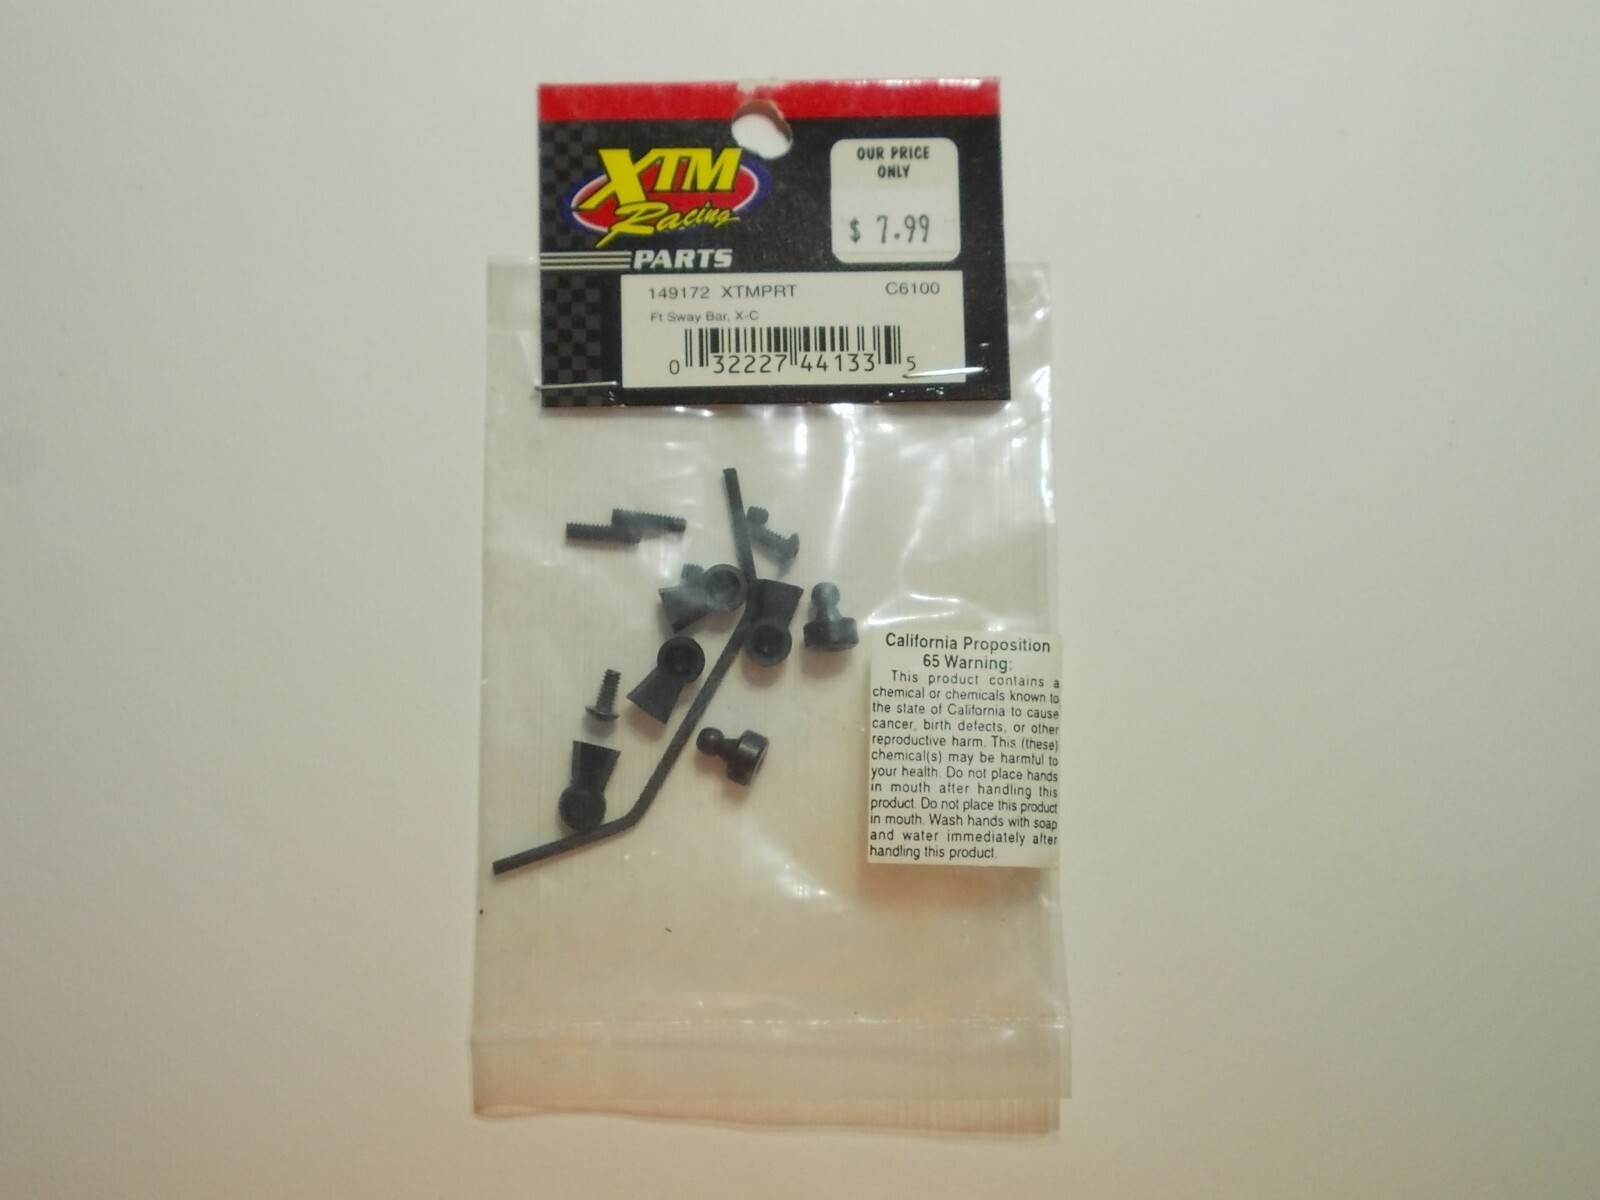 XTM
Racing
PARTS
OUR PRICE
ONLY
$ 7.99
149172 XTMPRT C6100
Ft Sway Bar, X-C
0 32227 44133 5
California Proposition
65 Warning:
This product contains a
chemical or chemicals known to
the state of California to cause
cancer, birth defects, or other
reproductive harm. This (these)
chemical(s) may be harmful to
your health. Do not place hands
in mouth after handling this
product. Do not place this product
in mouth. Wash hands with soap
and water immediately after
handling this product.